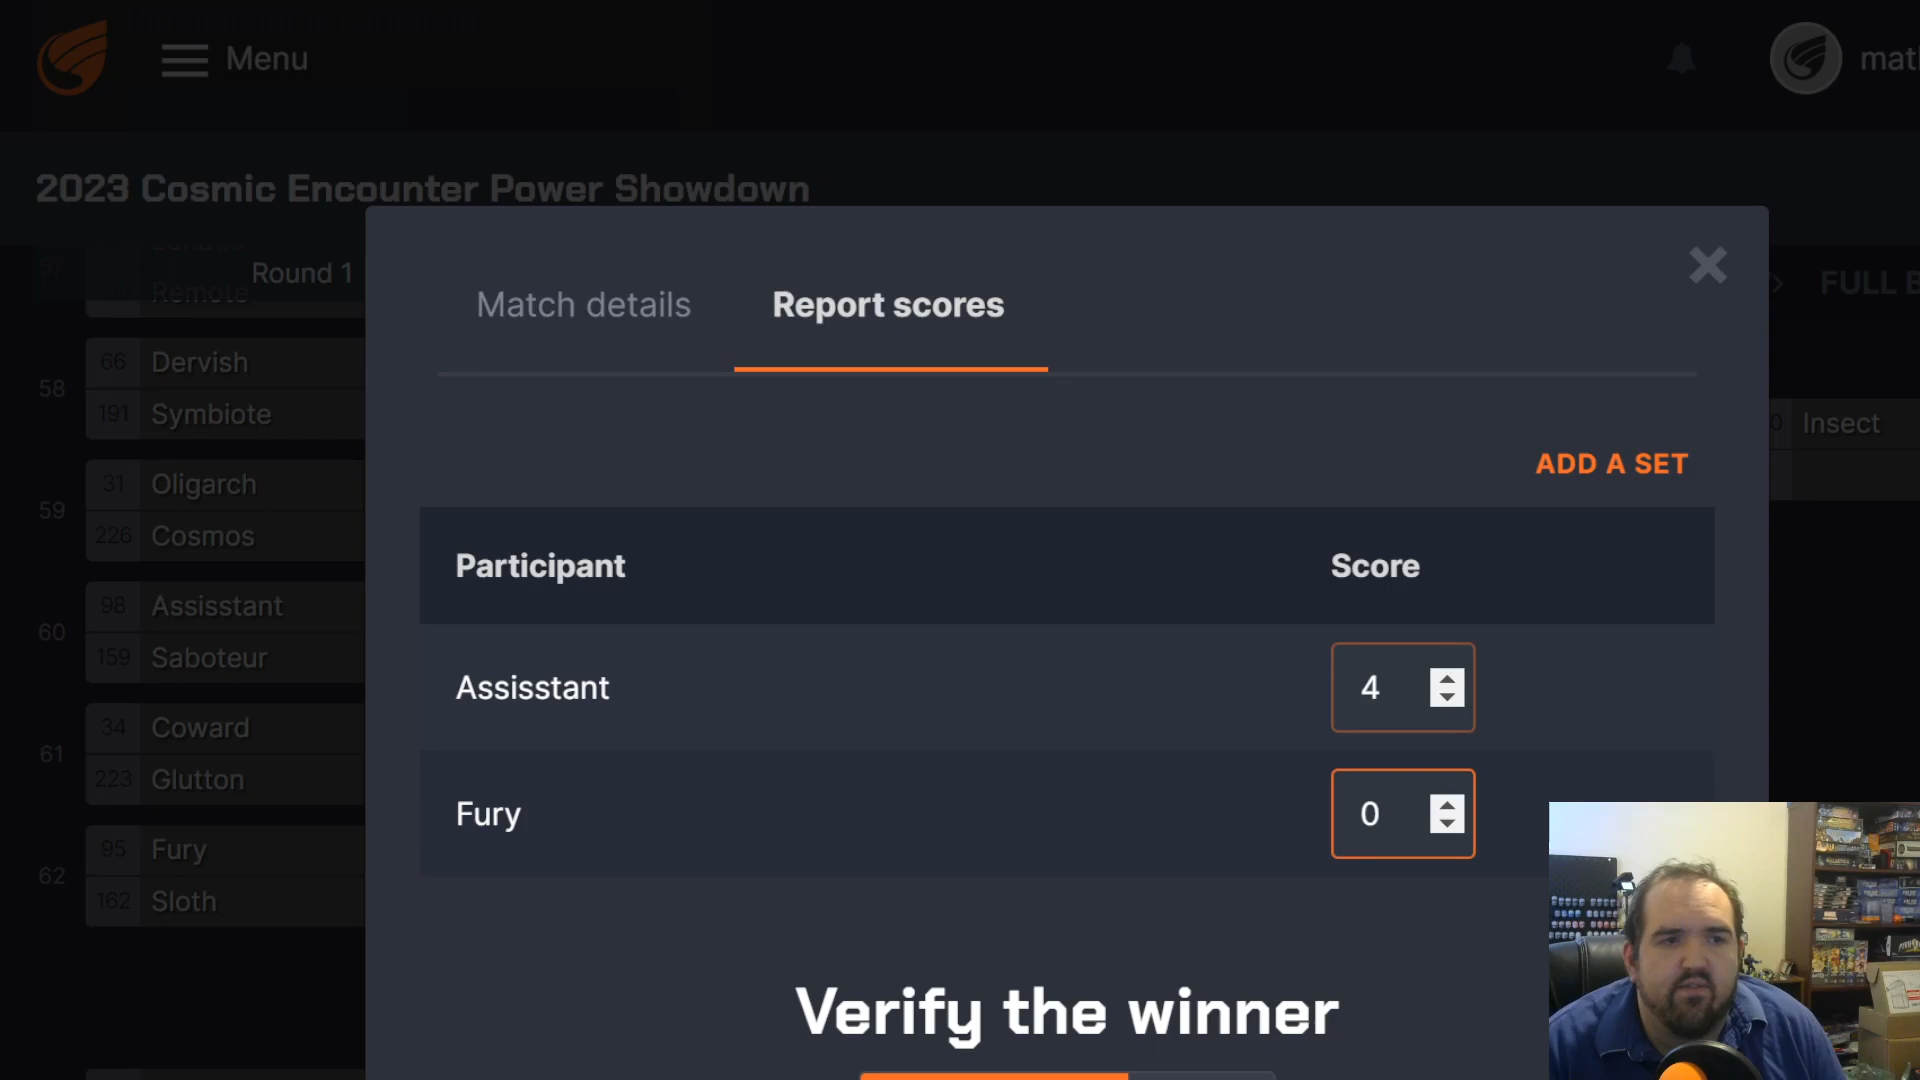 Menu
mat
2023 Cosmic Encounter Power Showdown
Round 1
57
Remote
FULL B
Match details
Report scores
58
66 Dervish
191 Symbiote
Insect
ADD A SET
59
31 Oligarch
226 Cosmos
Participant Score
60
98 Assisstant
159 Saboteur
Assisstant 4
61
34 Coward
223 Glutton
Fury 0
62
95 Fury
162 Sloth
Verify the winner